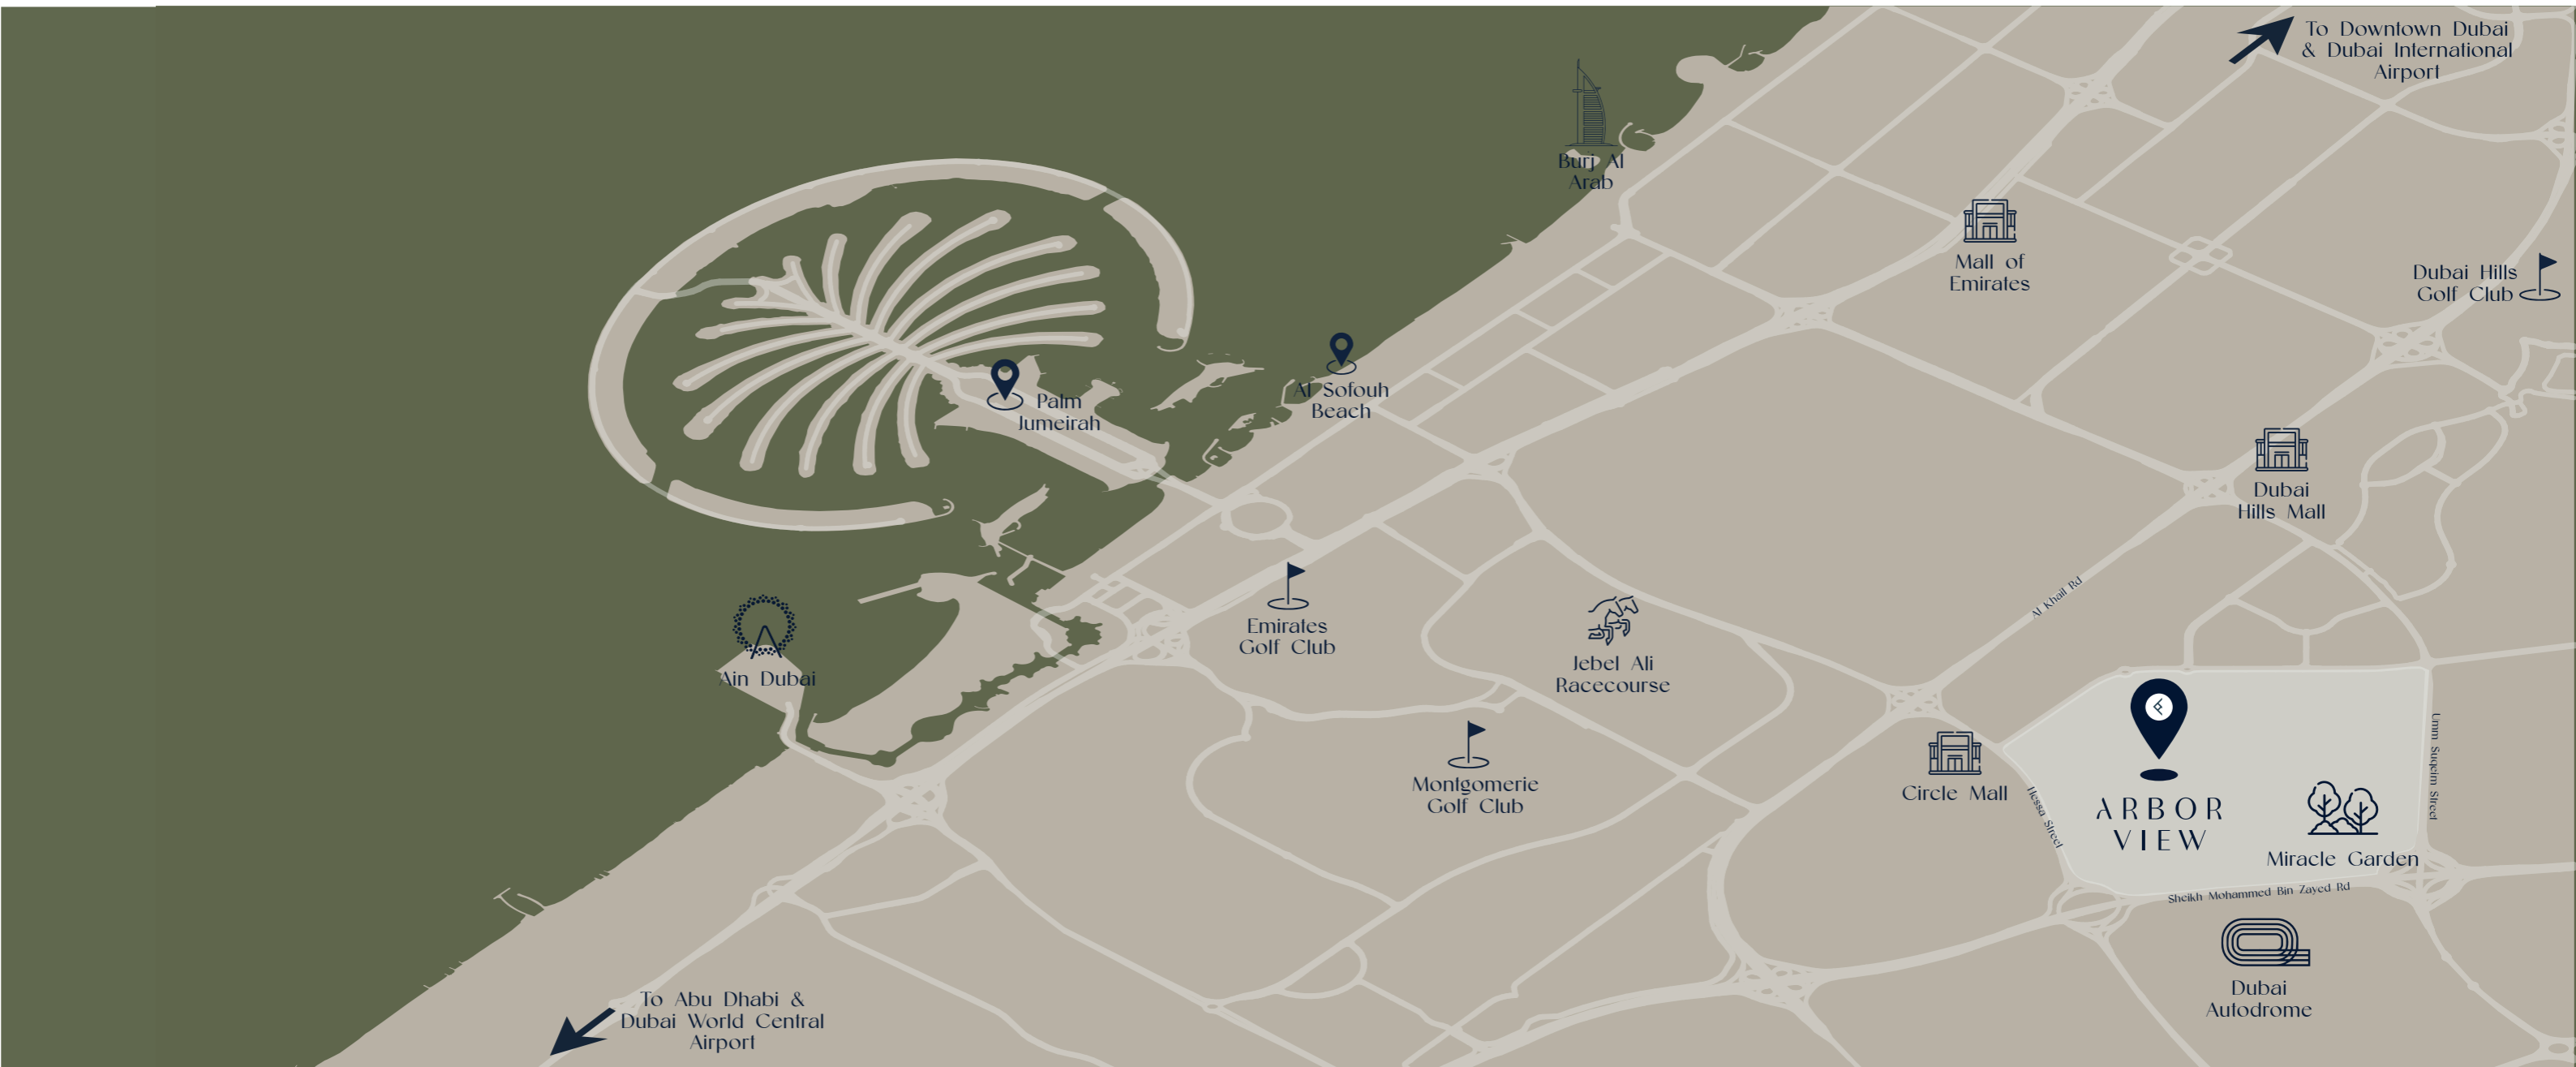 To Downtown Dubai
& Dubai International
Airport
Burj Al
Arab
Mall of
Emirates
Dubai Hills
Golf Club
Palm
Jumeirah
Al Sofouh
Beach
Dubai
Hills Mall
Al Khail Rd
Emirates
Golf Club
Jebel Ali
Racecourse
Ain Dubai
Montgomerie
Golf Club
Circle Mall
Hessa Street
ARBOR
VIEW
Miracle Garden
Umm Suqeim Street
Sheikh Mohammed Bin Zayed Rd
Dubai
Autodrome
To Abu Dhabi &
Dubai World Central
Airport